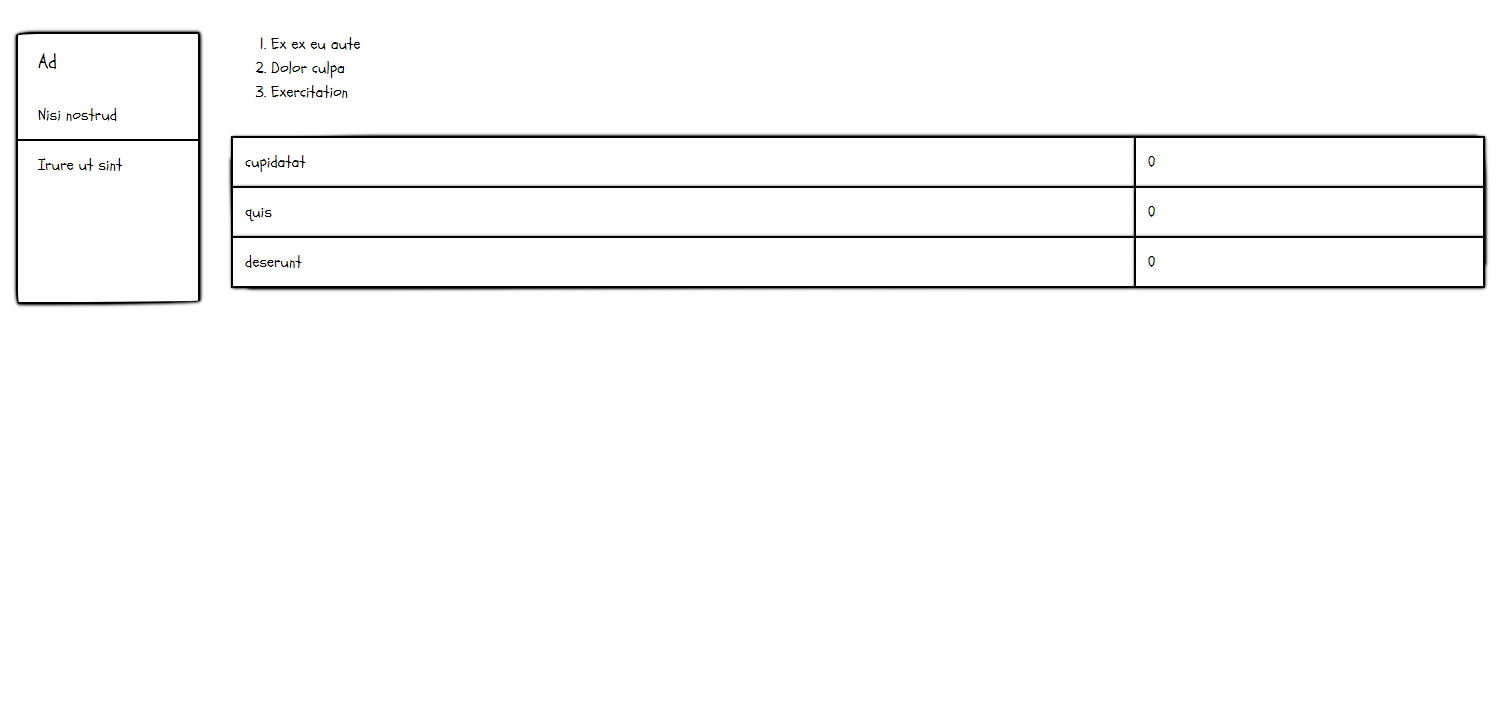 Ad
Nisi nostrud
Irure ut sint
1. Ex ex eu aute
2. Dolor culpa
3. Exercitation
cupidatat 0
quis 0
deserunt 0